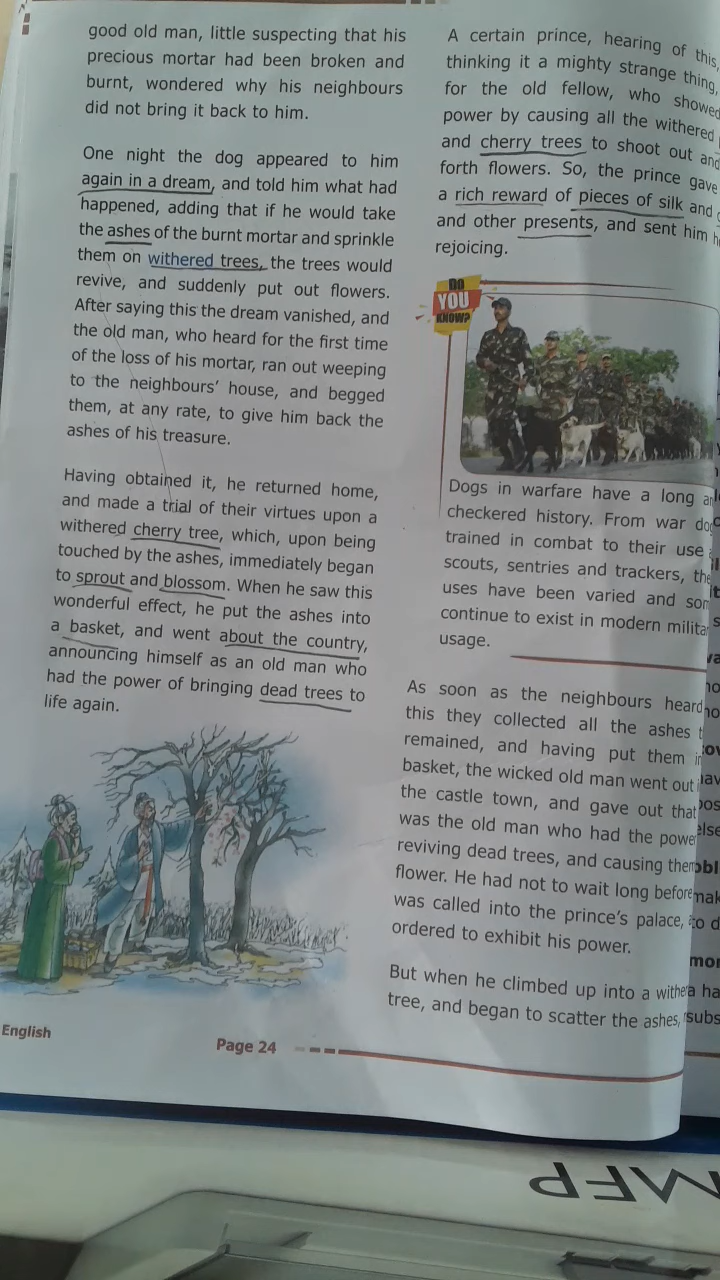 good old man, little suspecting that his
precious mortar had been broken and
burnt, wondered why his neighbours
did not bring it back to him.
One night the dog appeared to him
again in a dream, and told him what had
happened, adding that if he would take
the ashes of the burnt mortar and sprinkle
them on withered trees, the trees would
revive, and suddenly put out flowers.
After saying this the dream vanished, and
the old man, who heard for the first time
of the loss of his mortar, ran out weeping
to the neighbours' house, and begged
them, at any rate, to give him back the
ashes of his treasure.
Having obtained it, he returned home,
and made a trial of their virtues upon a
withered cherry tree, which, upon being
touched by the ashes, immediately began
to sprout and blossom. When he saw this
wonderful effect, he put the ashes into
a basket, and went about the country,
announcing himself as an old man who
had the power of bringing dead trees to
life again.
A certain prince, hearing of this,
thinking it a mighty strange thing,
for the old fellow, who showed
power by causing all the withered
and cherry trees to shoot out and
forth flowers. So, the prince gave
a rich reward of pieces of silk and
and other presents, and sent him
rejoicing.
DO
YOU
KNOW?
Dogs in warfare have a long
checkered history. From war
trained in combat to their use
scouts, sentries and trackers,
uses have been varied and
continue to exist in modern
usage.
As soon as the neighbours heard
this they collected all the ashes
remained, and having put them
basket, the wicked old man went out
the castle town, and gave out that
was the old man who had the
reviving dead trees, and causing
flower. He had not to wait long before
was called into the prince's palace,
ordered to exhibit his power.
But when he climbed up into a
tree, and began to scatter the ashes,
English
Page 24
MFP